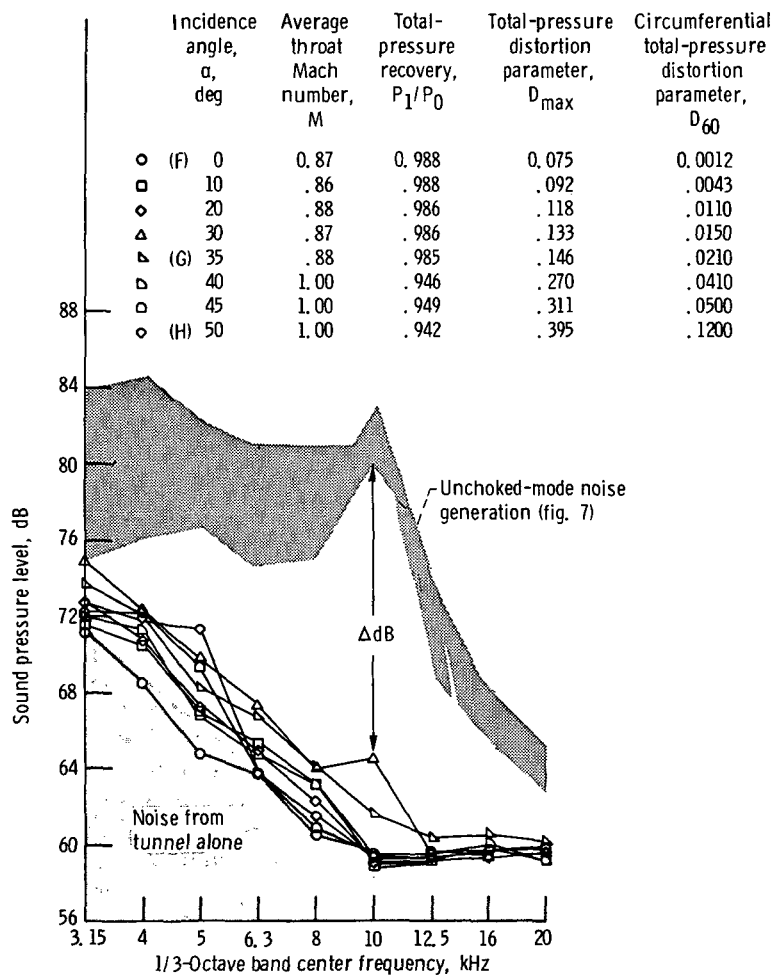 Incidence angle, α, deg
Average throat Mach number, M
Total-pressure recovery, P1/P0
Total-pressure distortion parameter, Dmax
Circumferential total-pressure distortion parameter, D60
(F) 0 0.87 0.988 0.075 0.0012
10 .86 .988 .092 .0043
20 .88 .986 .118 .0110
30 .87 .986 .133 .0150
(G) 35 .88 .985 .146 .0210
40 1.00 .946 .270 .0410
45 1.00 .949 .311 .0500
(H) 50 1.00 .942 .395 .1200
88
84
80
76
72
68
64
60
56
Sound pressure level, dB
Unchoked-mode noise
generation (fig. 7)
ΔdB
Noise from
tunnel alone
3.15 4 5 6.3 8 10 12.5 16 20
1/3-Octave band center frequency, kHz